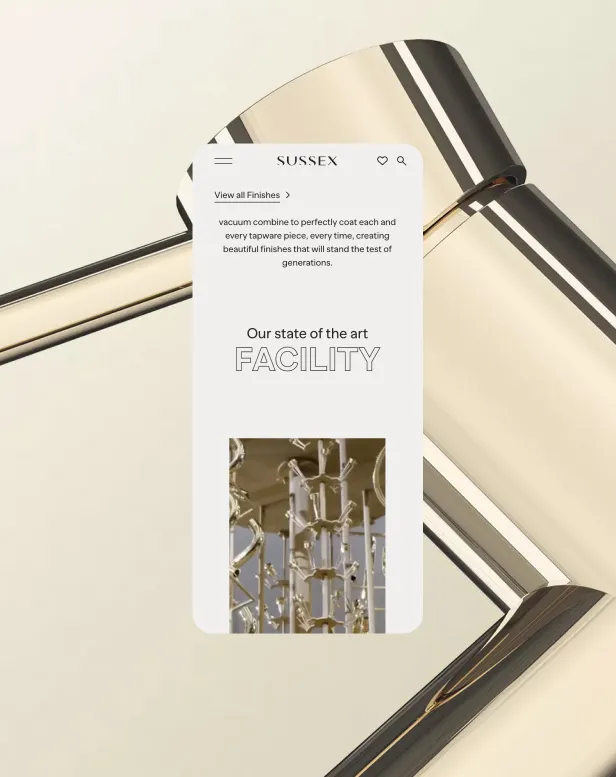 SUSSEX
View all Finishes
vacuum combine to perfectly coat each and
every tapware piece, every time, creating
beautiful finishes that will stand the test of
generations.
Our state of the art
FACILITY